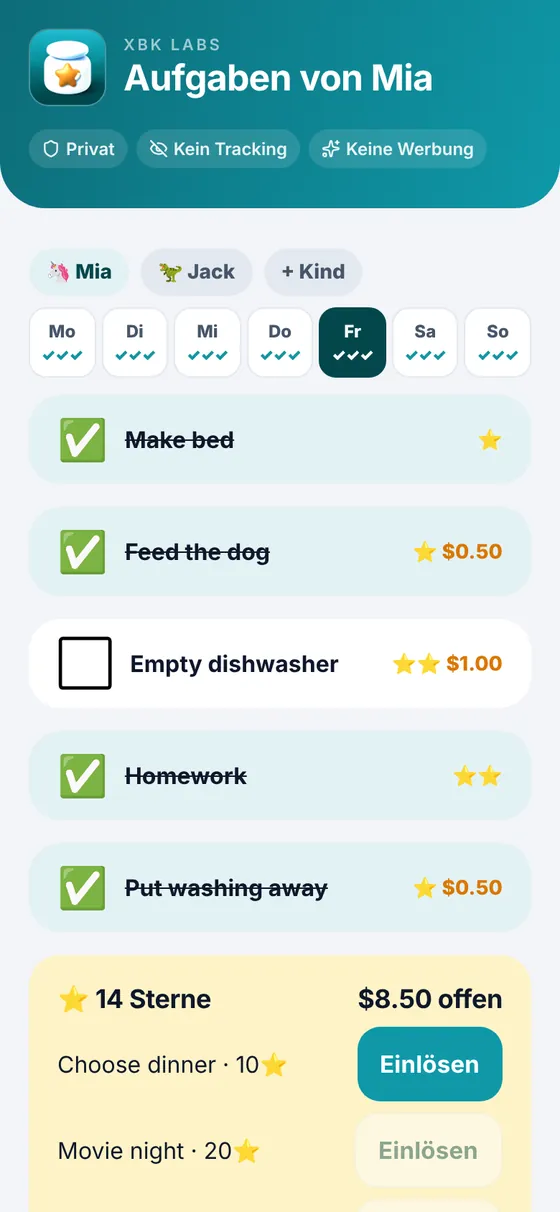 XBK LABS
Aufgaben von Mia
Privat
Kein Tracking
Keine Werbung
🦄 Mia
🦖 Jack
+ Kind
Mo
Di
Mi
Do
Fr
Sa
So
✓✓✓
✓✓✓
✓✓✓
✓✓✓
✓✓✓
✓✓✓
✓✓✓
✅ Make bed ⭐
✅ Feed the dog ⭐ $0.50
Empty dishwasher ⭐⭐ $1.00
✅ Homework ⭐⭐
✅ Put washing away ⭐ $0.50
⭐ 14 Sterne $8.50 offen
Choose dinner · 10⭐ Einlösen
Movie night · 20⭐ Einlösen